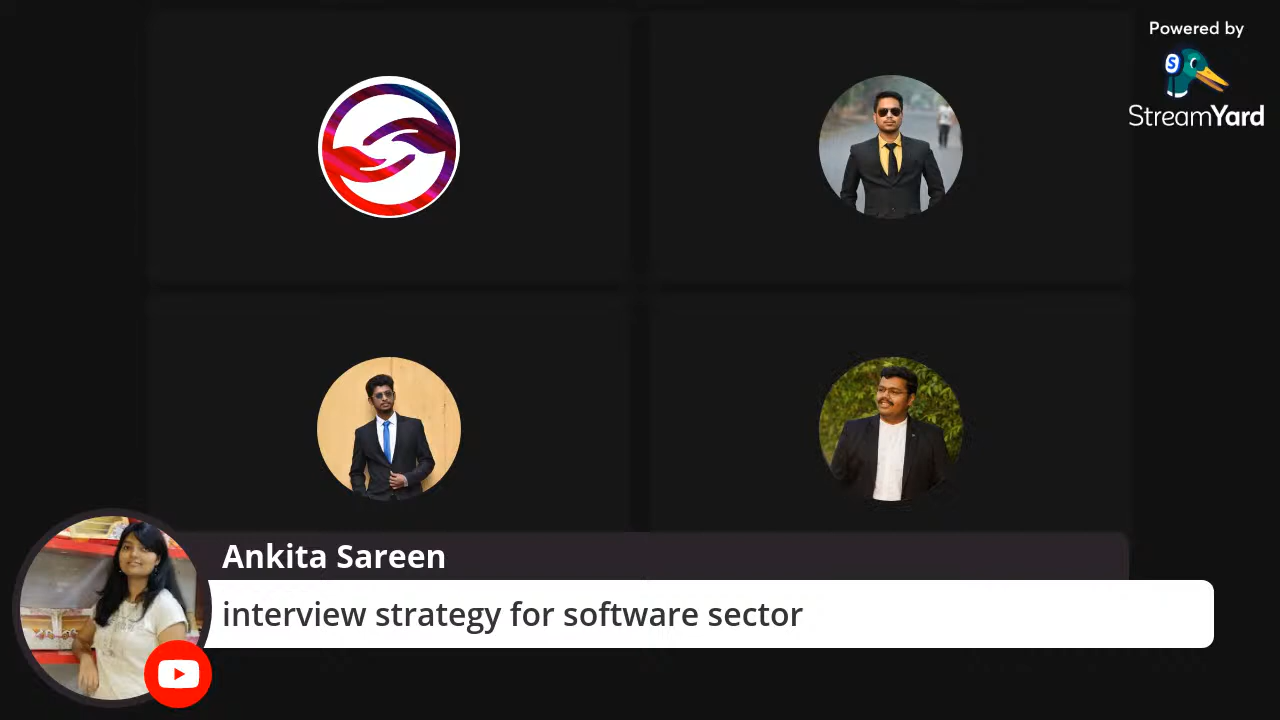 Powered by
S
StreamYard
Ankita Sareen
interview strategy for software sector